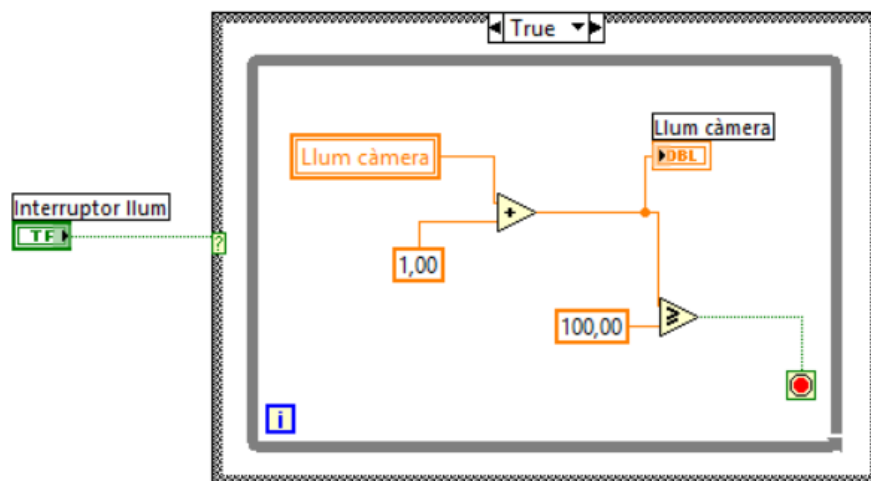 True
Llum càmera
Llum càmera
DBL
Interruptor llum
TF
?
+
1,00
100,00
≥
i